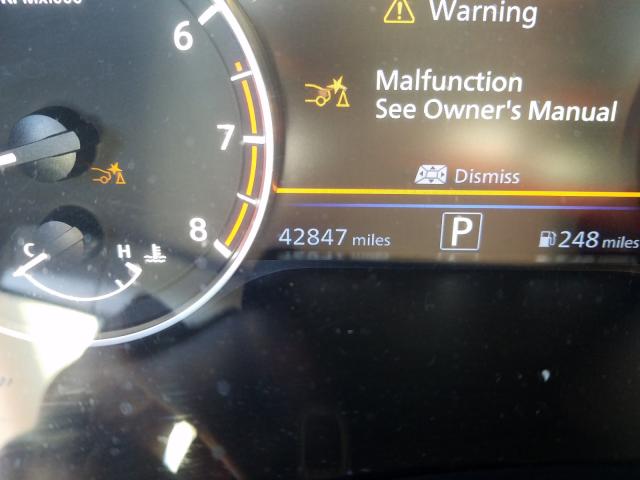 6
Warning
Malfunction
See Owner's Manual
7
Dismiss
8
42847 miles
P
248 miles
C
H